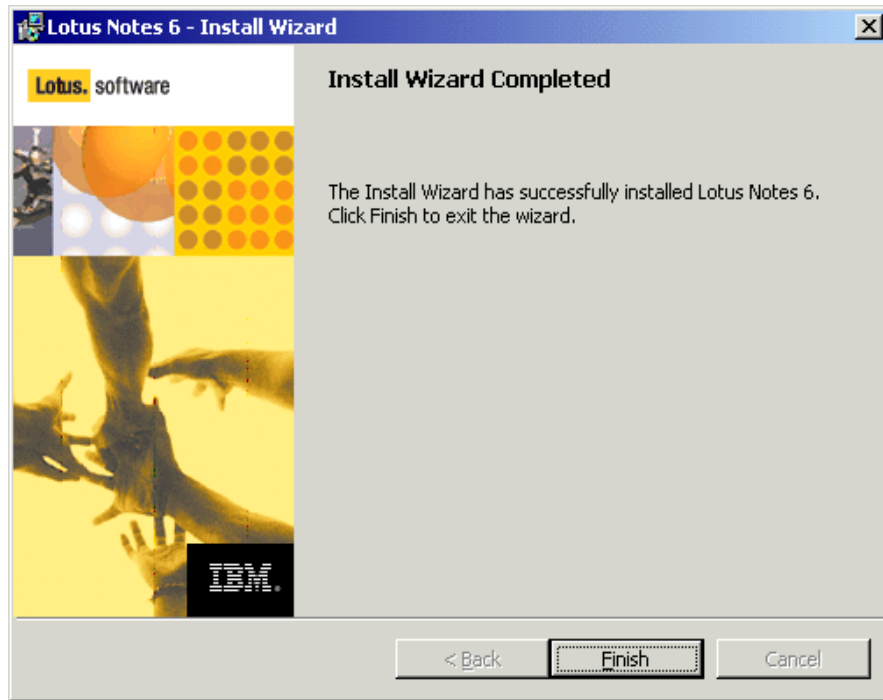 Lotus Notes 6 - Install Wizard
Lotus. software
Install Wizard Completed
The Install Wizard has successfully installed Lotus Notes 6.
Click Finish to exit the wizard.
IBM.
< Back
Finish
Cancel